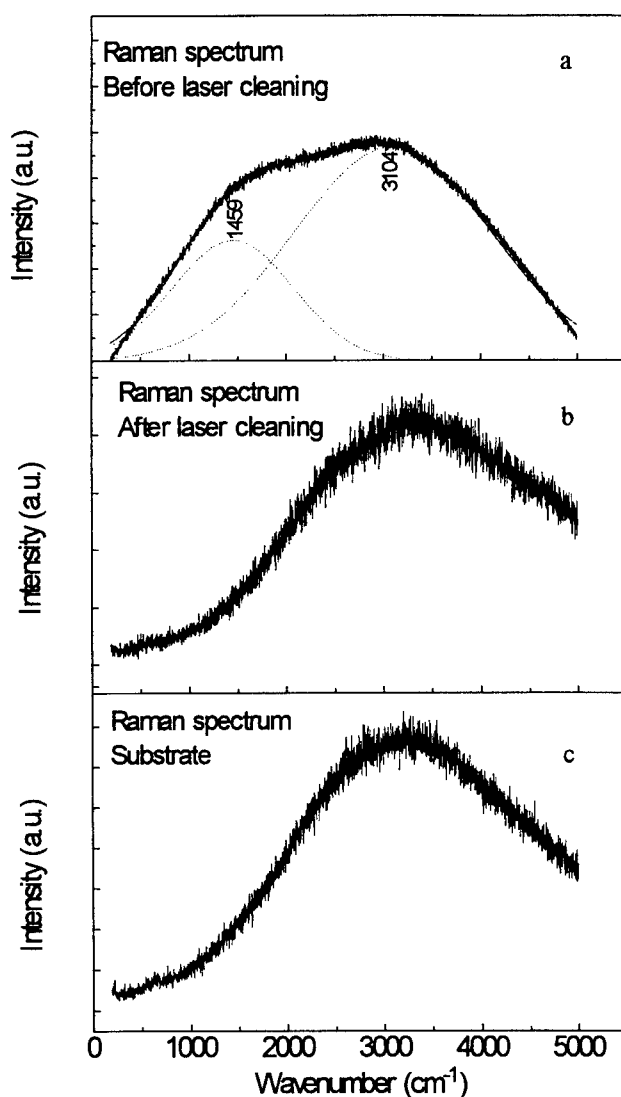 Raman spectrum
Before laser cleaning
a
Intensity (a.u.)
1459
3104
Raman spectrum
After laser cleaning
b
Intensity (a.u.)
Raman spectrum
Substrate
c
Intensity (a.u.)
0 1000 2000 3000 4000 5000
Wavenumber (cm⁻¹)